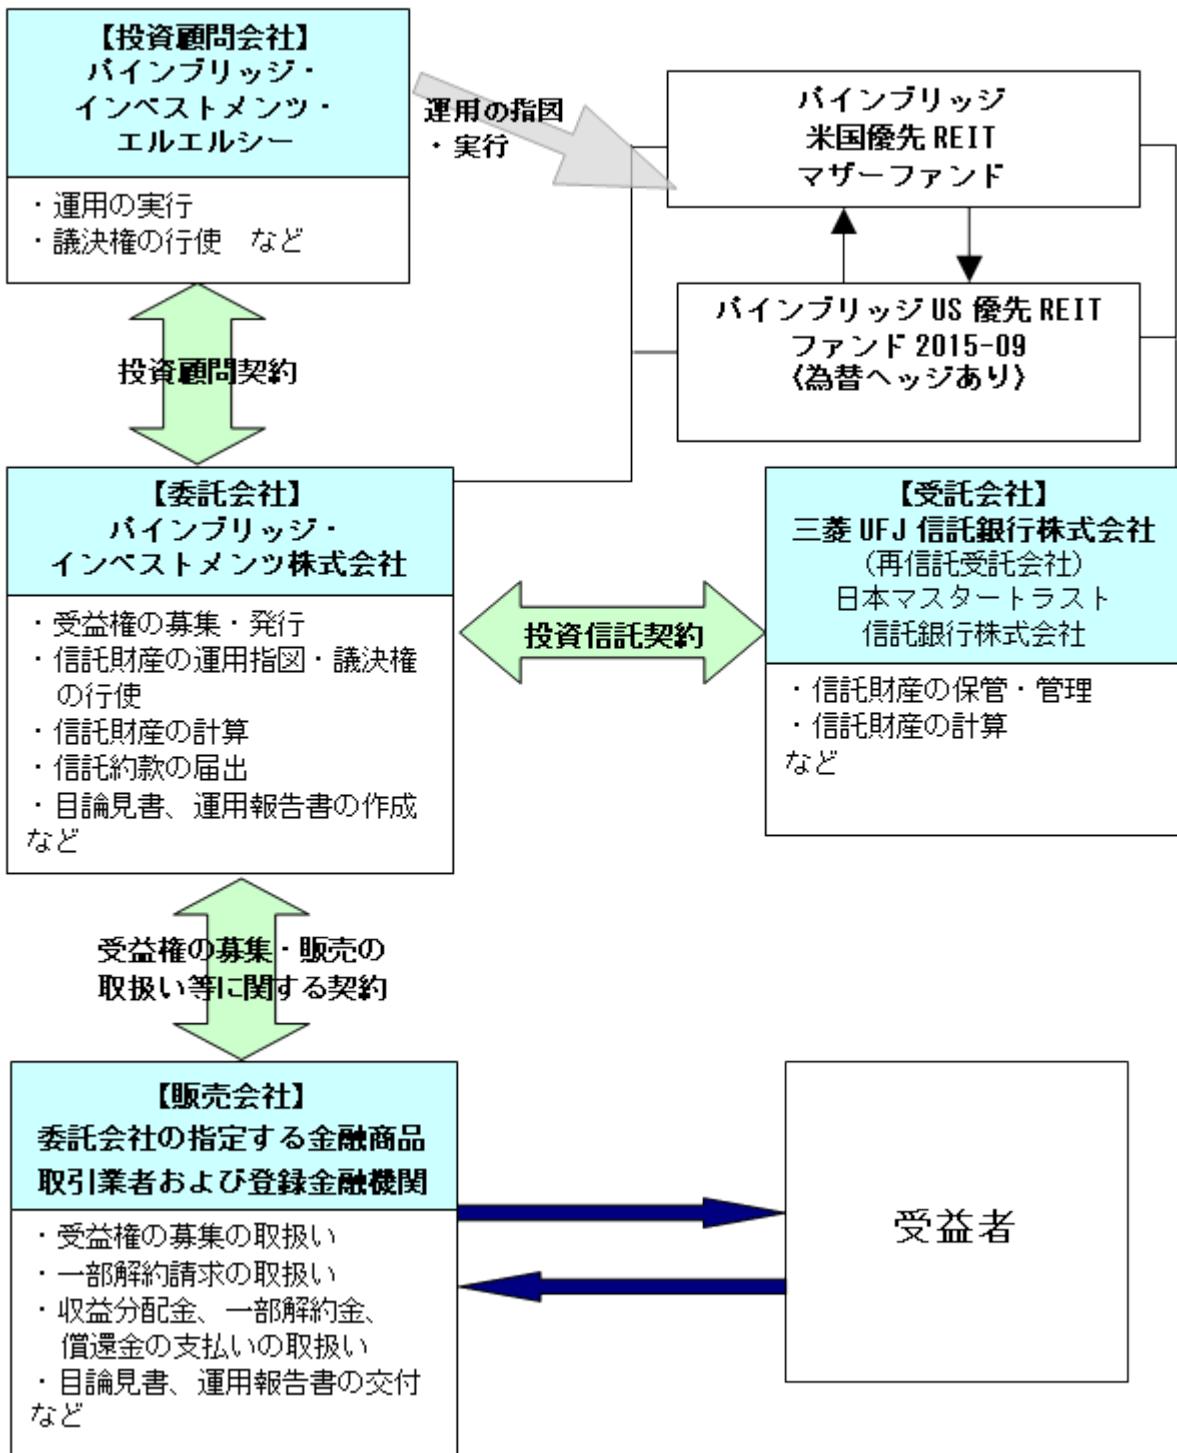 【投資顧問会社】
パインブリッジ・
インベストメンツ・
エルエルシー
・運用の実行
・議決権の行使　など
運用の指図
・実行
パインブリッジ
米国優先REIT
マザーファンド
パインブリッジUS優先REIT
ファンド2015-09
〈為替ヘッジあり〉
投資顧問契約
【委託会社】
パインブリッジ・
インベストメンツ株式会社
・受益権の募集・発行
・信託財産の運用指図・議決権
の行使
・信託財産の計算
・信託約款の届出
・目論見書、運用報告書の作成
など
投資信託契約
【受託会社】
三菱UFJ信託銀行株式会社
（再信託受託会社）
日本マスタートラスト
信託銀行株式会社
・信託財産の保管・管理
・信託財産の計算
など
受益権の募集・販売の
取扱い等に関する契約
【販売会社】
委託会社の指定する金融商品
取引業者および登録金融機関
・受益権の募集の取扱い
・一部解約請求の取扱い
・収益分配金、一部解約金、
償還金の支払いの取扱い
・目論見書、運用報告書の交付
など
受益者